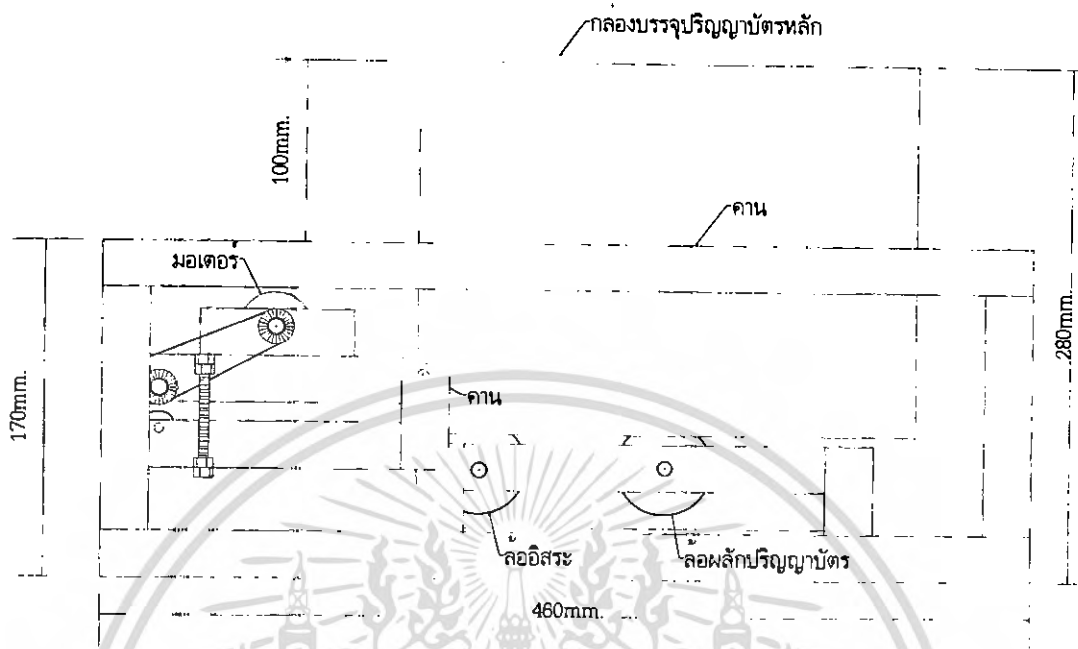 กล่องบรรจุปริญญาบัตรหลัก
100mm.
คาน
มอเตอร์
280mm.
170mm.
คาน
ล้ออิสระ
ล้อผลักปริญญาบัตร
460mm.